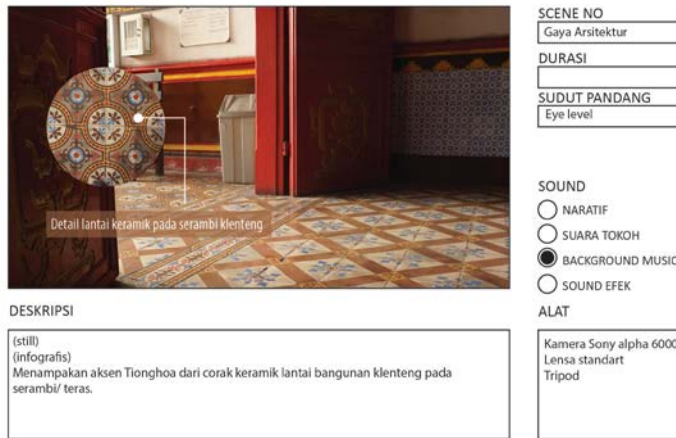 SCENE NO
Gaya Arsitektur
DURASI
SUDUT PANDANG
Eye level
Detail lantai keramik pada serambi klenteng
SOUND
NARATIF
SUARA TOKOH
BACKGROUND MUSIC
SOUND EFEK
DESKRIPSI
(still)
(infografis)
Menampakan aksen Tionghoa dari corak keramik lantai bangunan klenteng pada
serambi/ teras.
ALAT
Kamera Sony alpha 6000
Lensa standart
Tripod